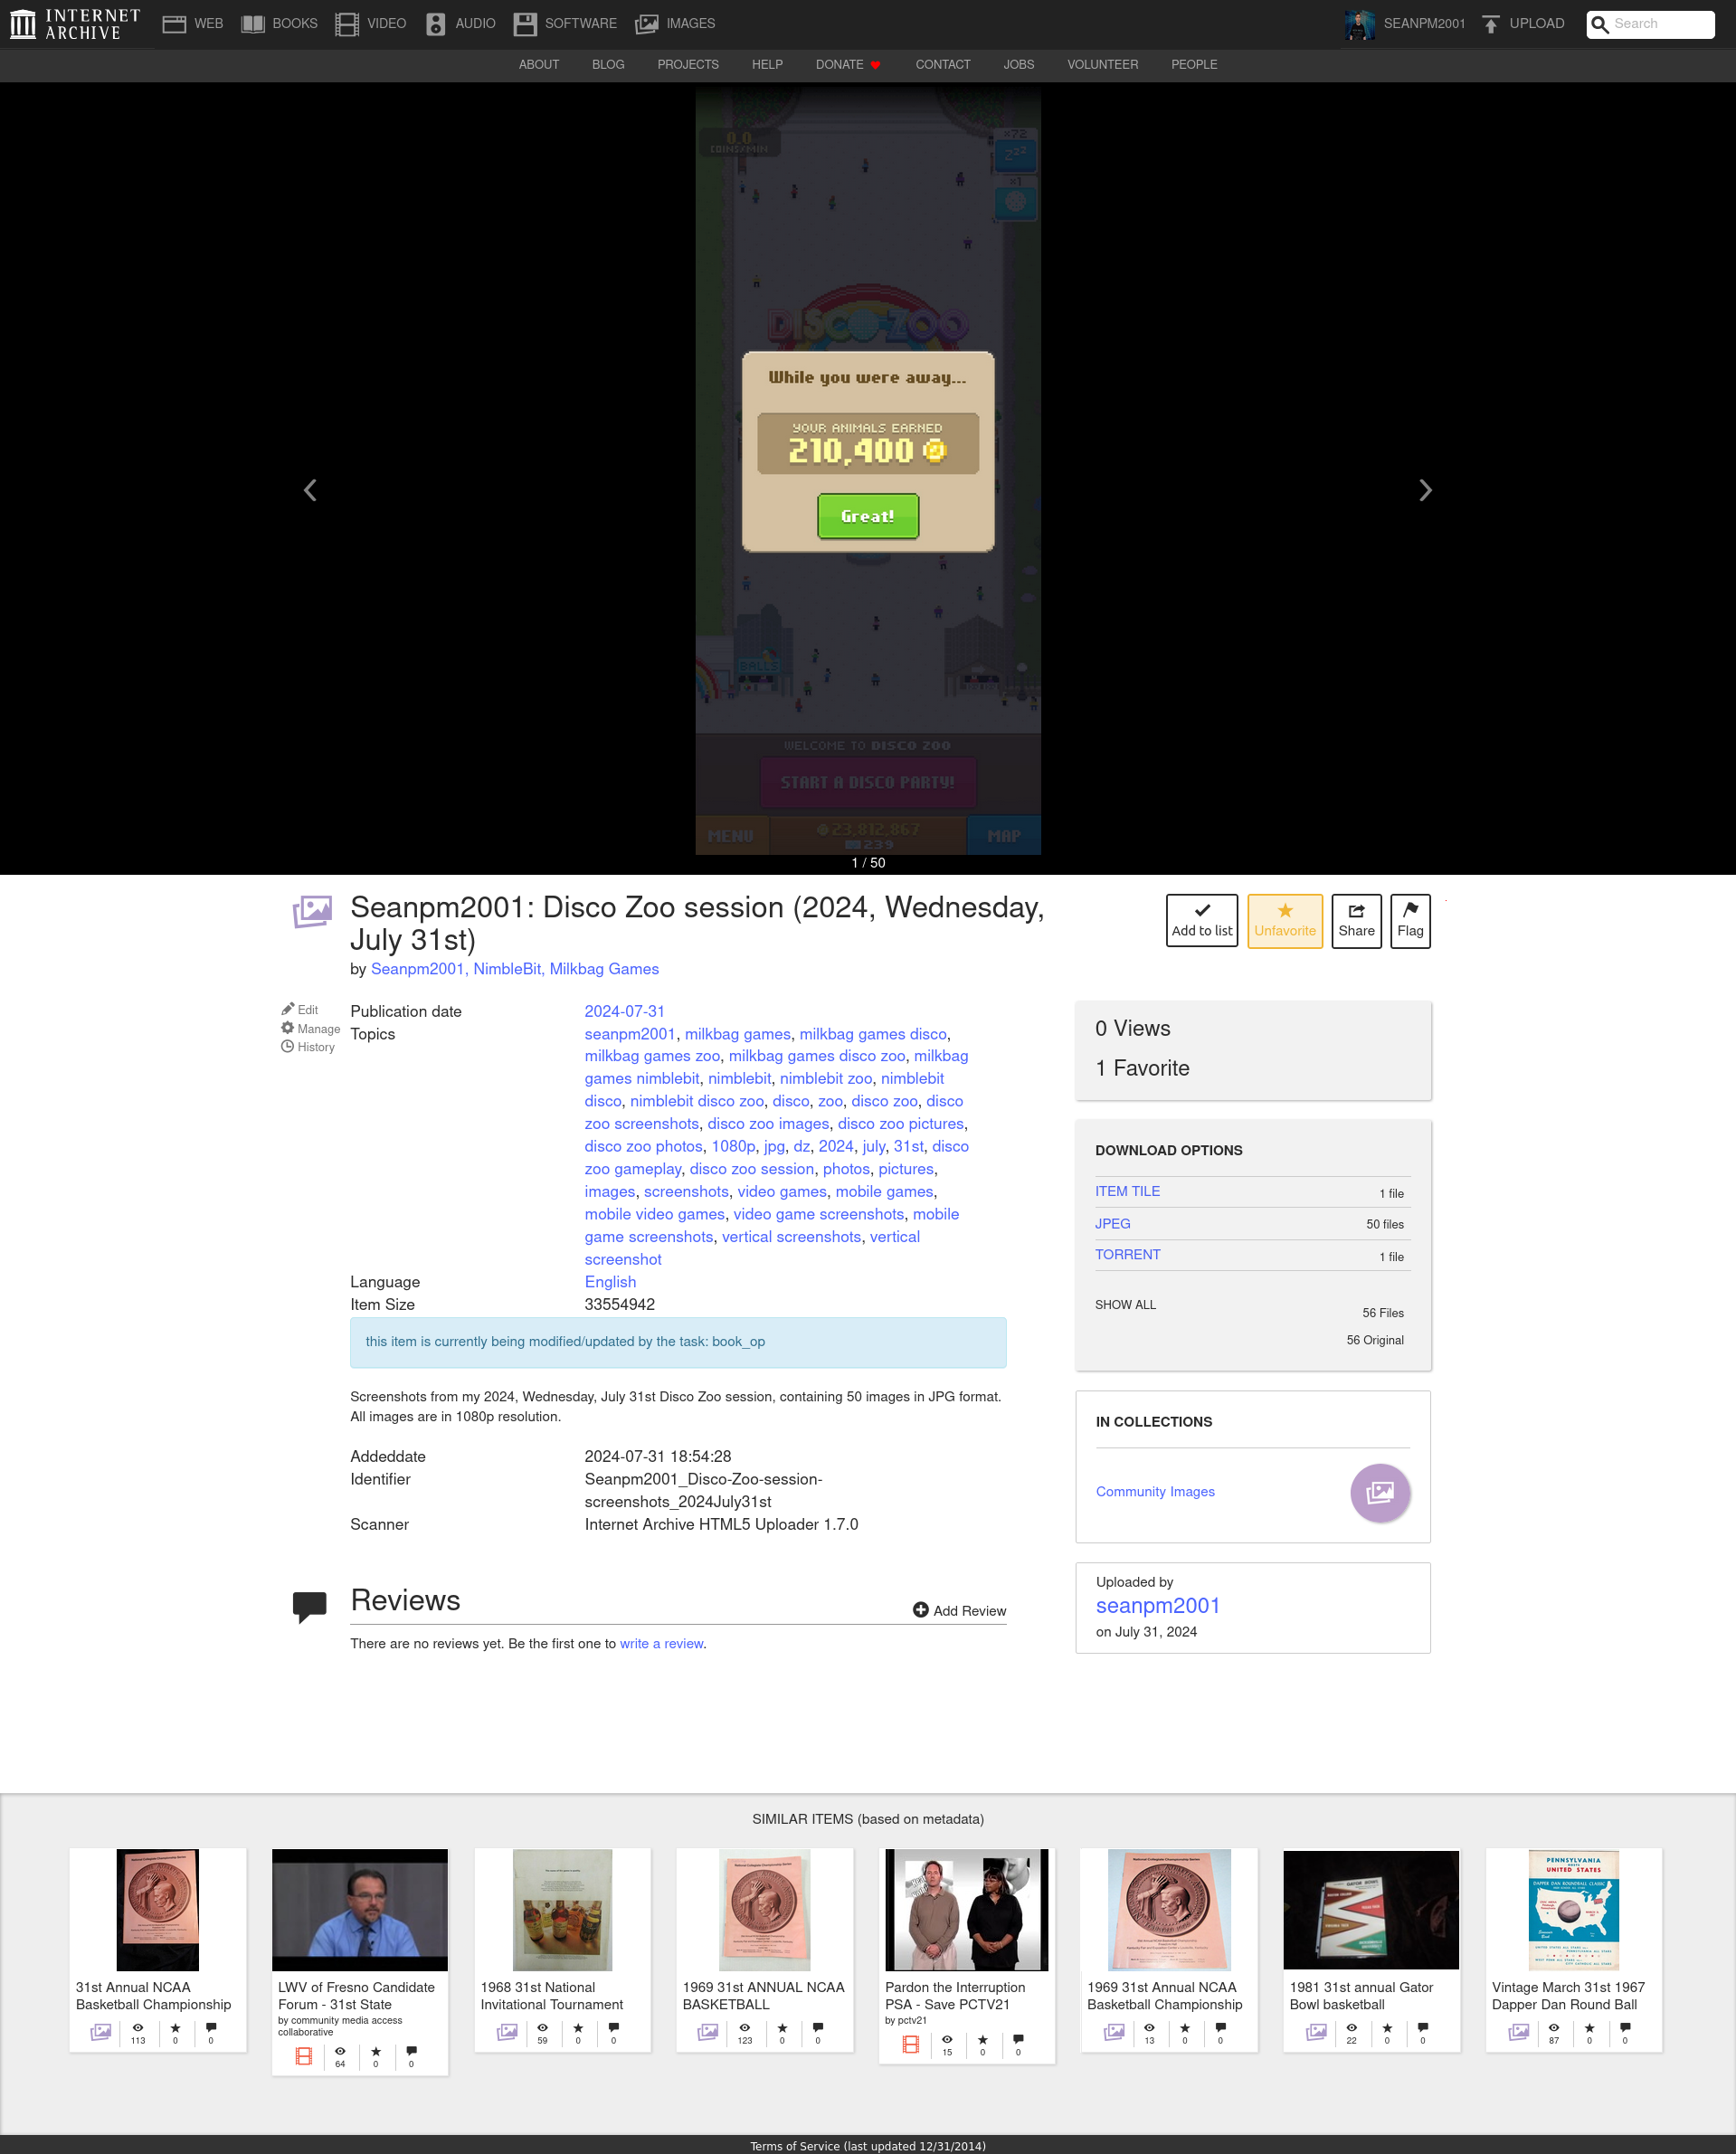 INTERNET
ARCHIVE
WEB
BOOKS
VIDEO
AUDIO
SOFTWARE
IMAGES
SEANPM2001
UPLOAD
Search
ABOUT
BLOG
PROJECTS
HELP
DONATE
CONTACT
JOBS
VOLUNTEER
PEOPLE
0.0
COINS/MIN
×72
zzz
×1
DISCO ZOO
While you were away...
YOUR ANIMALS EARNED
210,400
Great!
BALLS
WELCOME TO DISCO ZOO
START A DISCO PARTY!
MENU
23,812,867
239
MAP
1 / 50
Seanpm2001: Disco Zoo session (2024, Wednesday,
July 31st)
by Seanpm2001, NimbleBit, Milkbag Games
Add to list
Unfavorite
Share
Flag
Edit
Manage
History
Publication date 2024-07-31
Topics seanpm2001, milkbag games, milkbag games disco,
milkbag games zoo, milkbag games disco zoo, milkbag
games nimblebit, nimblebit, nimblebit zoo, nimblebit
disco, nimblebit disco zoo, disco, zoo, disco zoo, disco
zoo screenshots, disco zoo images, disco zoo pictures,
disco zoo photos, 1080p, jpg, dz, 2024, july, 31st, disco
zoo gameplay, disco zoo session, photos, pictures,
images, screenshots, video games, mobile games,
mobile video games, video game screenshots, mobile
game screenshots, vertical screenshots, vertical
screenshot
Language English
Item Size 33554942
this item is currently being modified/updated by the task: book_op
Screenshots from my 2024, Wednesday, July 31st Disco Zoo session, containing 50 images in JPG format.
All images are in 1080p resolution.
Addeddate 2024-07-31 18:54:28
Identifier Seanpm2001_Disco-Zoo-session-
screenshots_2024July31st
Scanner Internet Archive HTML5 Uploader 1.7.0
Reviews
Add Review
There are no reviews yet. Be the first one to write a review.
0 Views
1 Favorite
DOWNLOAD OPTIONS
ITEM TILE 1 file
JPEG 50 files
TORRENT 1 file
SHOW ALL 56 Files
56 Original
IN COLLECTIONS
Community Images
Uploaded by
seanpm2001
on July 31, 2024
SIMILAR ITEMS (based on metadata)
31st Annual NCAA
Basketball Championship
113 0 0
LWV of Fresno Candidate
Forum - 31st State
by community media access
collaborative
64 0 0
1968 31st National
Invitational Tournament
59 0 0
1969 31st ANNUAL NCAA
BASKETBALL
123 0 0
Pardon the Interruption
PSA - Save PCTV21
by pctv21
15 0 0
1969 31st Annual NCAA
Basketball Championship
13 0 0
GATOR BOWL
1981 31st annual Gator
Bowl basketball
22 0 0
PENNSYLVANIA
UNITED STATES
DAPPER DAN ROUNDBALL CLASSIC
Vintage March 31st 1967
Dapper Dan Round Ball
87 0 0
Terms of Service (last updated 12/31/2014)